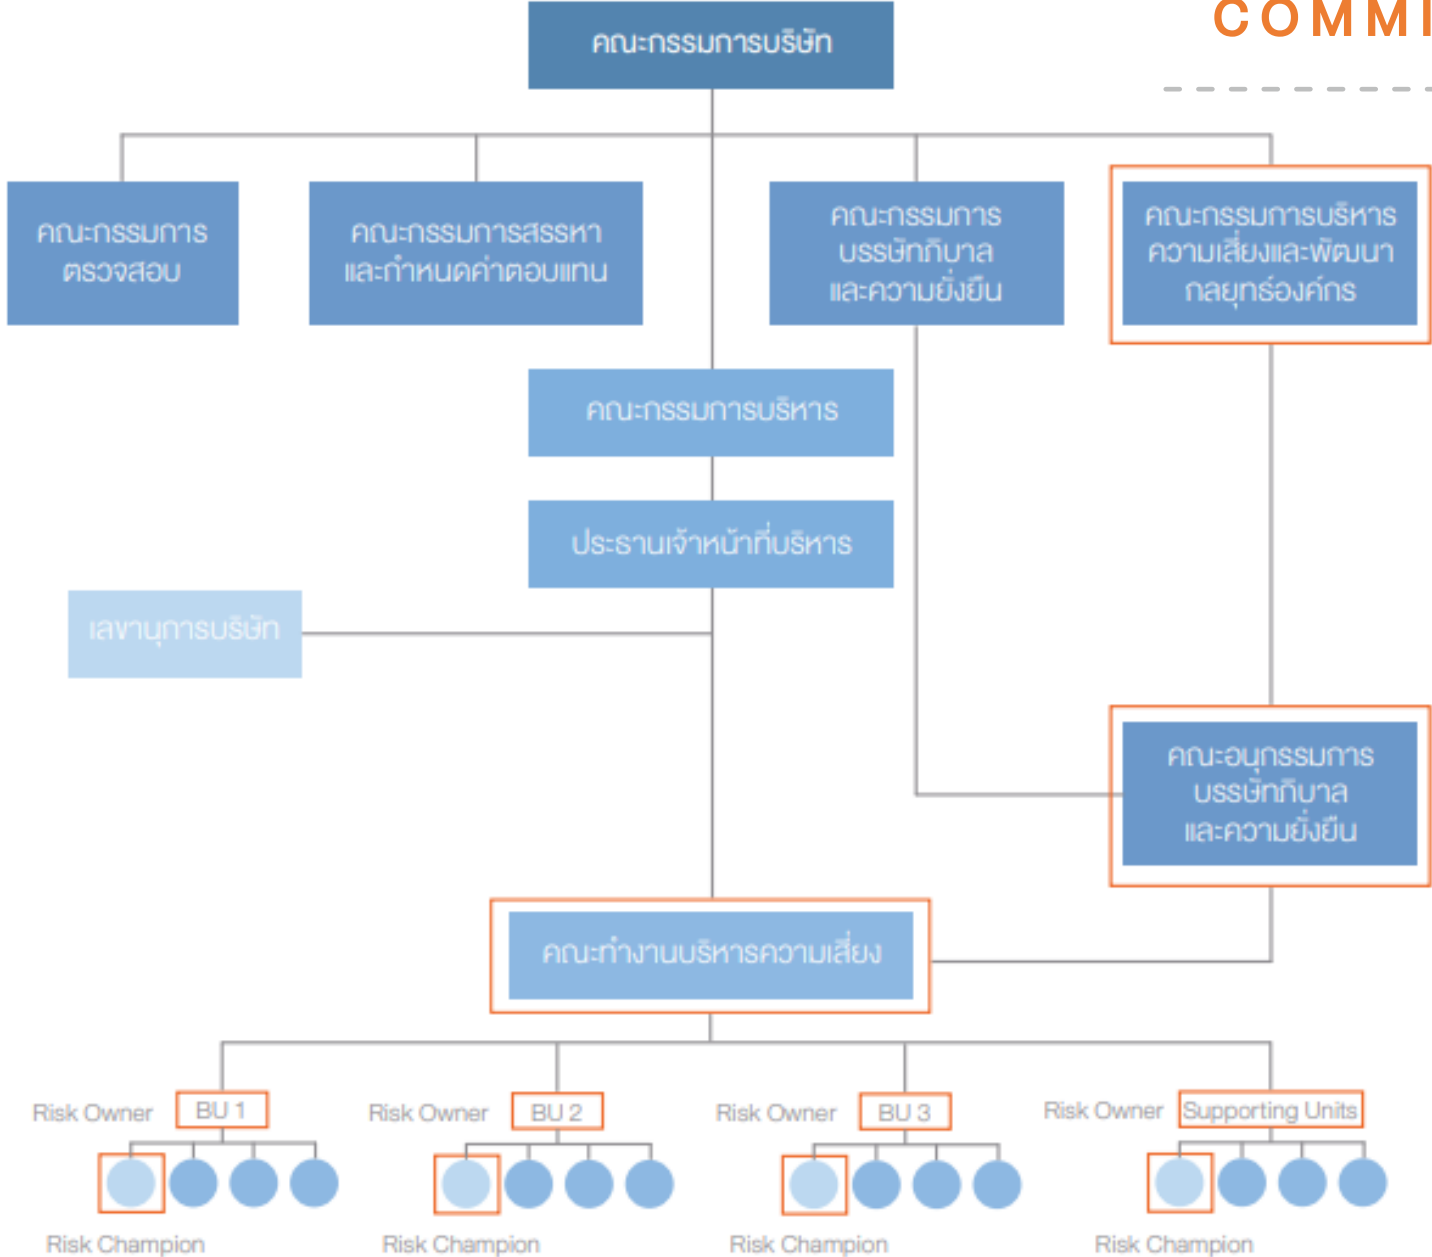 COMMI
คณะกรรมการบริษัท
คณะกรรมการ
ตรวจสอบ
คณะกรรมการสรรหา
และกำหนดค่าตอบแทน
คณะกรรมการ
บรรษัทภิบาล
และความยั่งยืน
คณะกรรมการบริหาร
ความเสี่ยงและพัฒนา
กลยุทธ์องค์กร
คณะกรรมการบริหาร
ประธานเจ้าหน้าที่บริหาร
เลขานุการบริษัท
คณะอนุกรรมการ
บรรษัทภิบาล
และความยั่งยืน
คณะทำงานบริหารความเสี่ยง
Risk Owner BU 1
Risk Owner BU 2
Risk Owner BU 3
Risk Owner Supporting Units
Risk Champion
Risk Champion
Risk Champion
Risk Champion